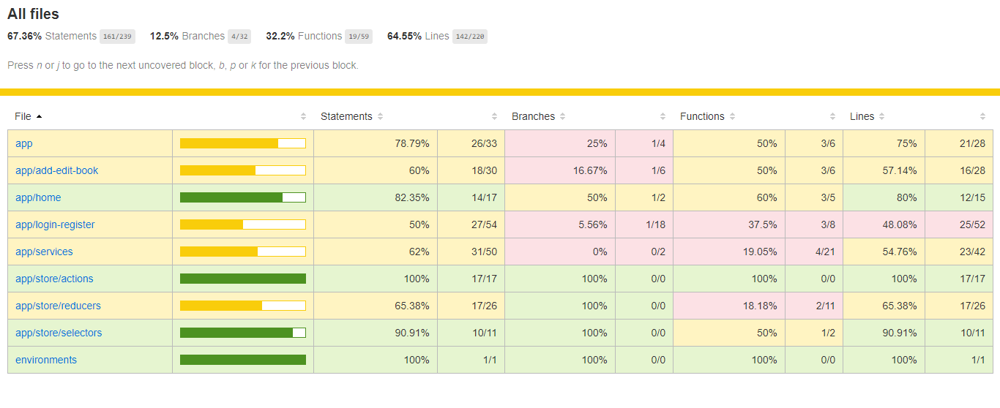 All files
67.36% Statements 161/239 12.5% Branches 4/32 32.2% Functions 19/59 64.55% Lines 142/220
Press n or j to go to the next uncovered block, b, p or k for the previous block.
File Statements Branches Functions Lines
app 78.79% 26/33 25% 1/4 50% 3/6 75% 21/28
app/add-edit-book 60% 18/30 16.67% 1/6 50% 3/6 57.14% 16/28
app/home 82.35% 14/17 50% 1/2 60% 3/5 80% 12/15
app/login-register 50% 27/54 5.56% 1/18 37.5% 3/8 48.08% 25/52
app/services 62% 31/50 0% 0/2 19.05% 4/21 54.76% 23/42
app/store/actions 100% 17/17 100% 0/0 100% 0/0 100% 17/17
app/store/reducers 65.38% 17/26 100% 0/0 18.18% 2/11 65.38% 17/26
app/store/selectors 90.91% 10/11 100% 0/0 50% 1/2 90.91% 10/11
environments 100% 1/1 100% 0/0 100% 0/0 100% 1/1